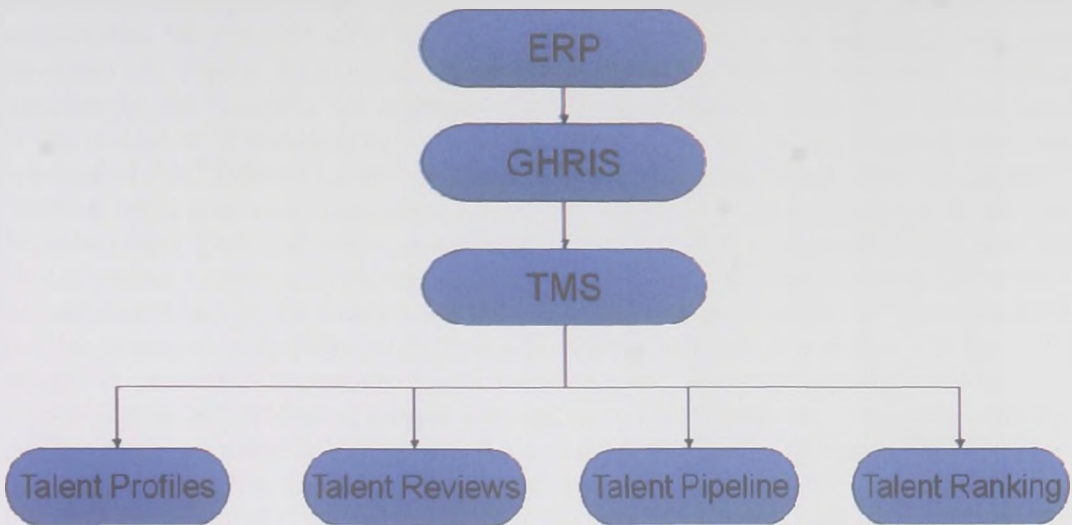 ERP
GHRIS
TMS
Talent Profiles
Talent Reviews
Talent Pipeline
Talent Ranking